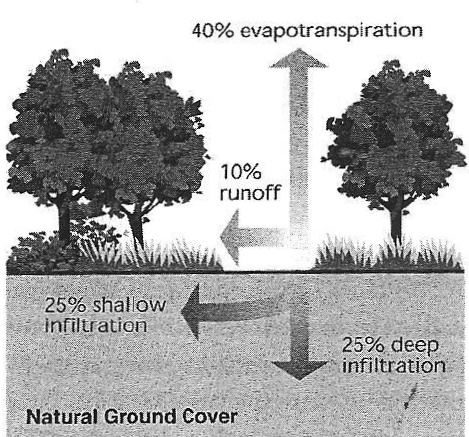 40% evapotranspiration
10%
runoff
25% shallow
infiltration
25% deep
infiltration
Natural Ground Cover